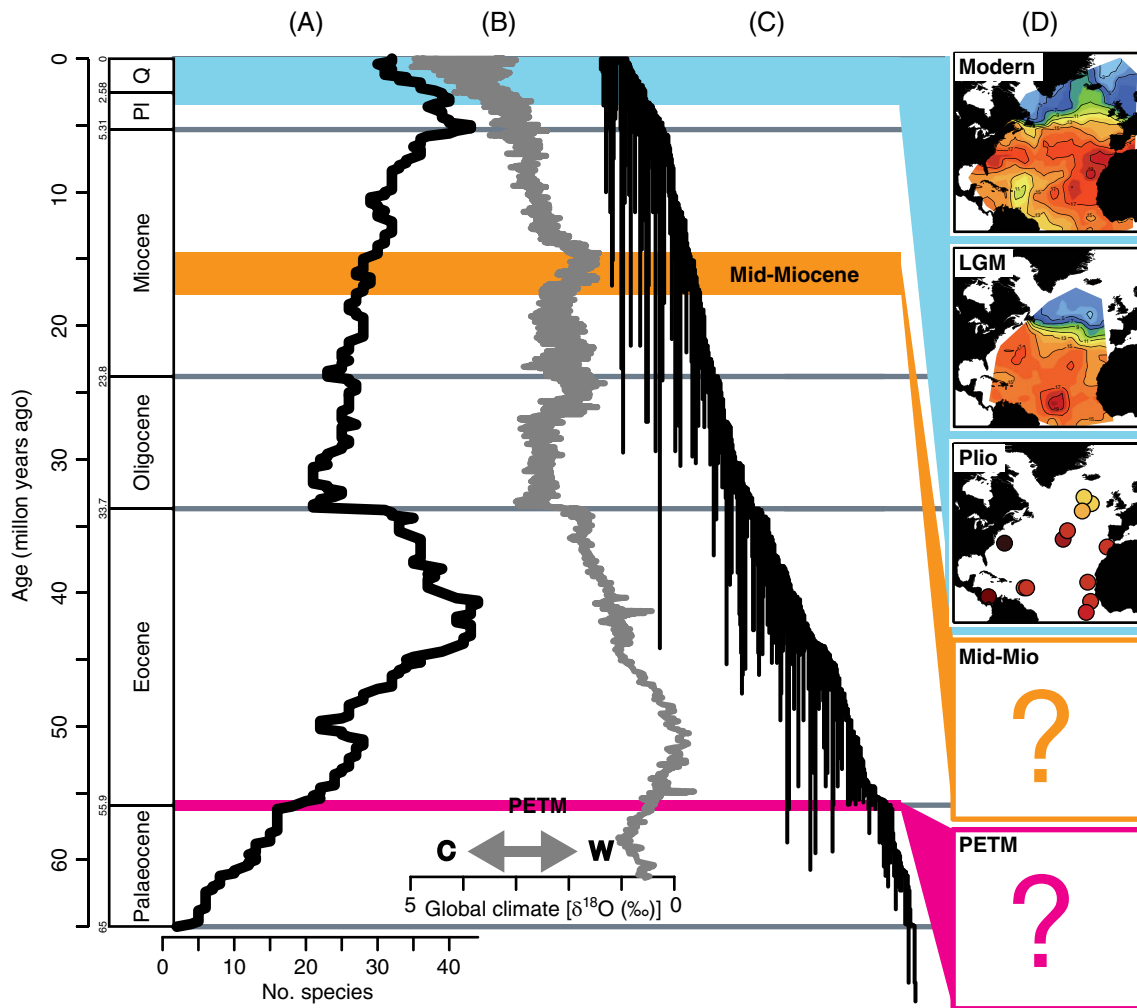 (A)
(B)
(C)
(D)
0
10
20
30
40
50
60
Age (millon years ago)
0
2.58
5.31
23.8
33.7
55.9
65
Q
Pl
Miocene
Oligocene
Eocene
Palaeocene
Mid-Miocene
PETM
C
W
5
0
Global climate [δ18O (‰)]
0
10
20
30
40
No. species
Modern
LGM
Plio
Mid-Mio
?
PETM
?